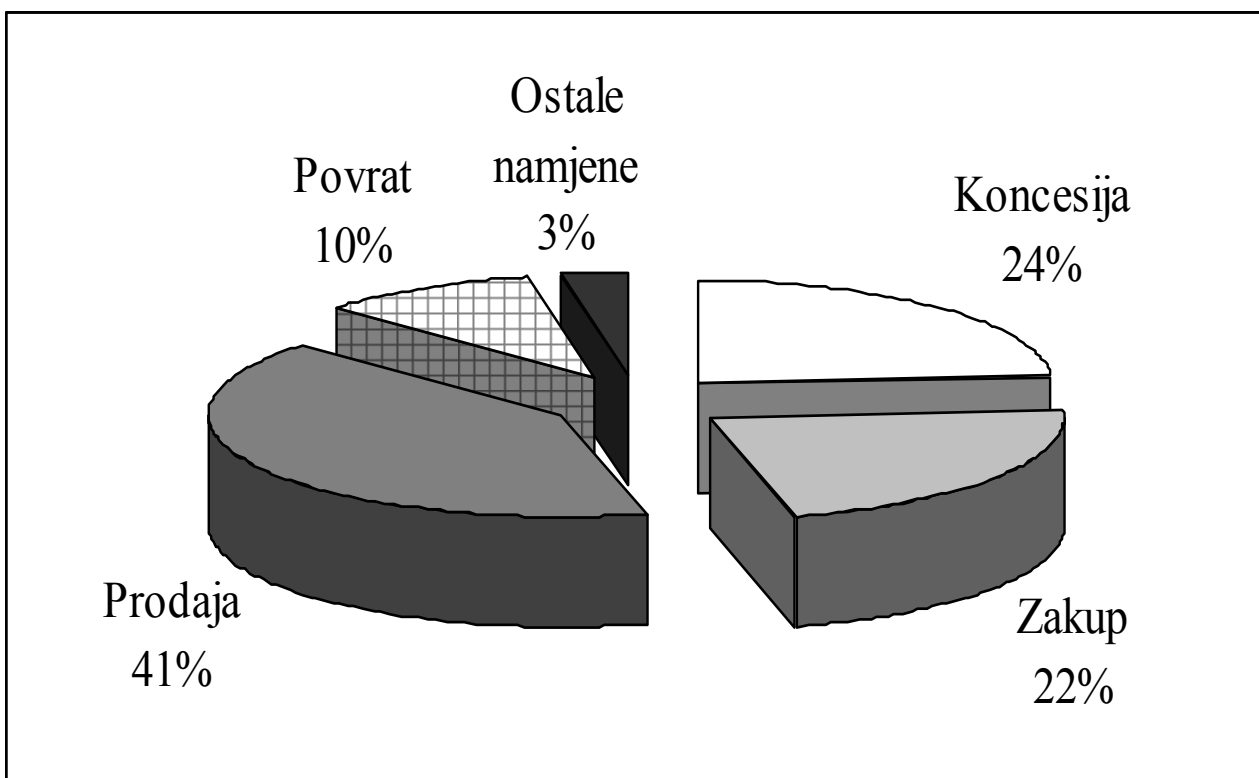 Ostale
namjene
3%
Povrat
10%
Koncesija
24%
Prodaja
41%
Zakup
22%